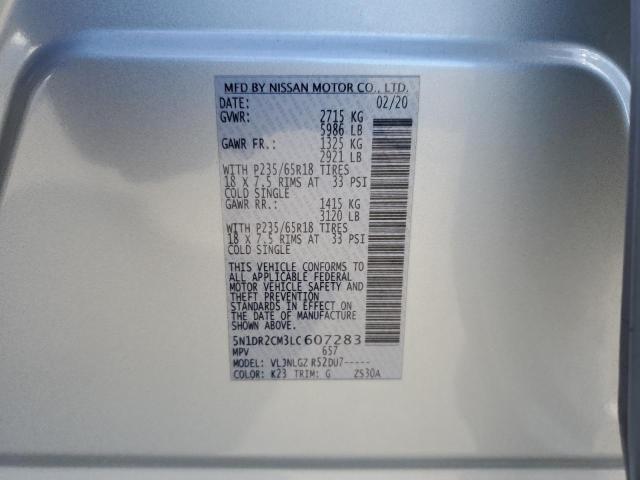 MFD BY NISSAN MOTOR CO., LTD.
DATE: 02/20
GVWR: 2715 KG
5986 LB
GAWR FR.: 1325 KG
2921 LB
WITH P235/65R18 TIRES
18 X 7.5 RIMS AT 33 PSI
COLD SINGLE
GAWR RR.: 1415 KG
3120 LB
WITH P235/65R18 TIRES
18 X 7.5 RIMS AT 33 PSI
COLD SINGLE
THIS VEHICLE CONFORMS TO
ALL APPLICABLE FEDERAL
MOTOR VEHICLE SAFETY AND
THEFT PREVENTION
STANDARDS IN EFFECT ON
THE DATE OF MANUFACTURE
SHOWN ABOVE.
5N1DR2CM3LC607283
MPV 657
MODEL: VLJNLGZ R52DU7-----
COLOR: K23 TRIM: G ZS30A